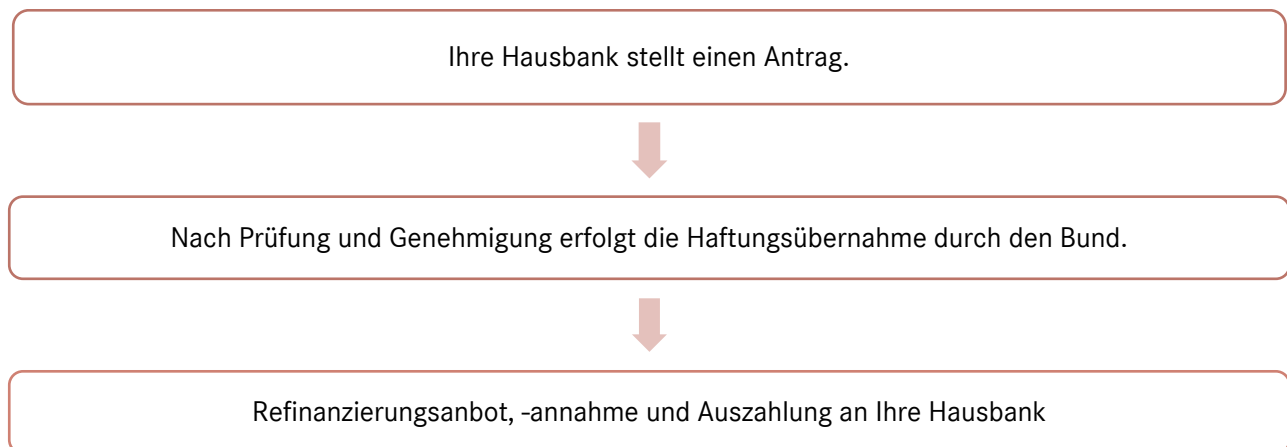 Ihre Hausbank stellt einen Antrag.
Nach Prüfung und Genehmigung erfolgt die Haftungsübernahme durch den Bund.
Refinanzierungsanbot, -annahme und Auszahlung an Ihre Hausbank